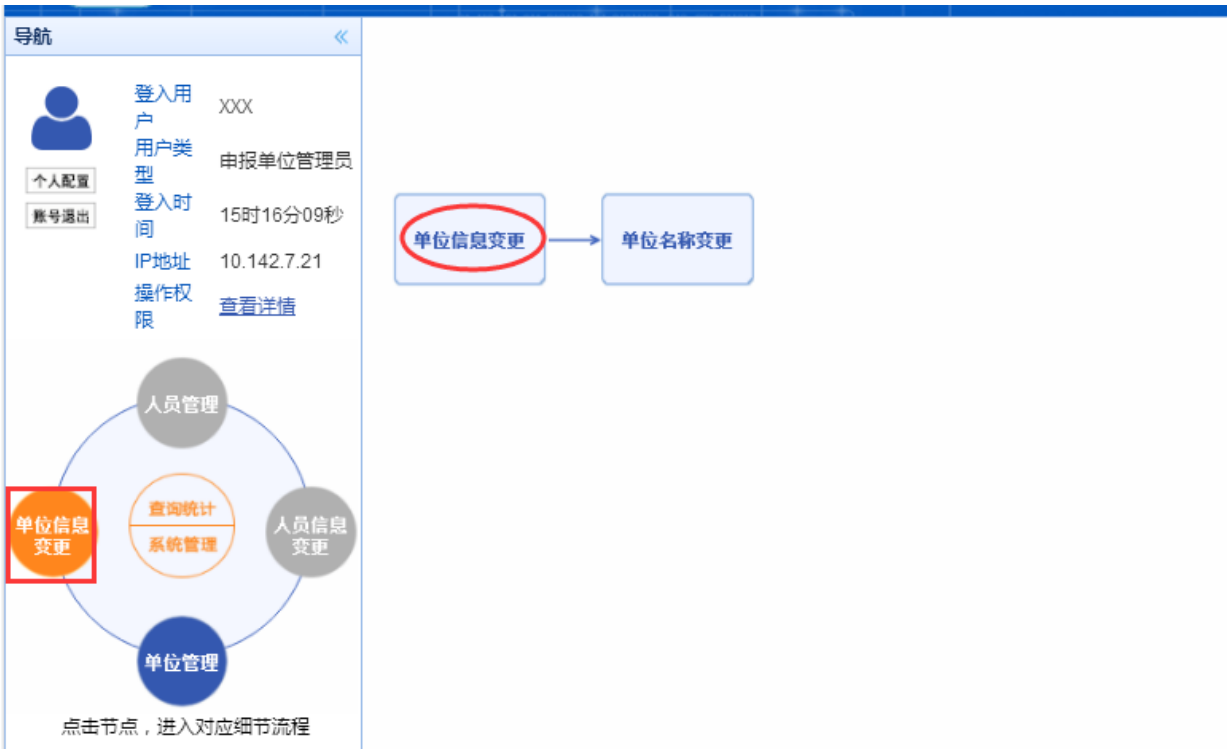 导航
登入用
户
XXX
用户类
型
申报单位管理员
个人配置
登入时
间
15时16分09秒
账号退出
IP地址
10.142.7.21
操作权
限
查看详情
单位信息变更
单位名称变更
人员管理
查询统计
系统管理
单位信息
变更
人员信息
变更
单位管理
点击节点，进入对应细节流程